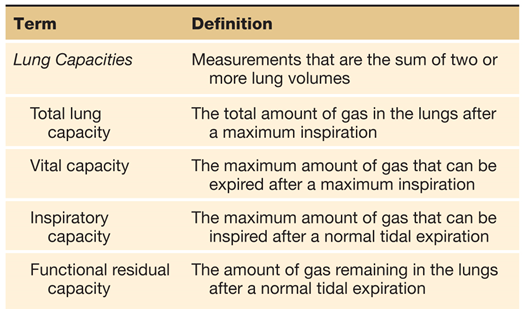 Term Definition
Lung Capacities Measurements that are the sum of two or
more lung volumes
Total lung The total amount of gas in the lungs after
capacity a maximum inspiration
Vital capacity The maximum amount of gas that can be
expired after a maximum inspiration
Inspiratory The maximum amount of gas that can be
capacity inspired after a normal tidal expiration
Functional residual The amount of gas remaining in the lungs
capacity after a normal tidal expiration